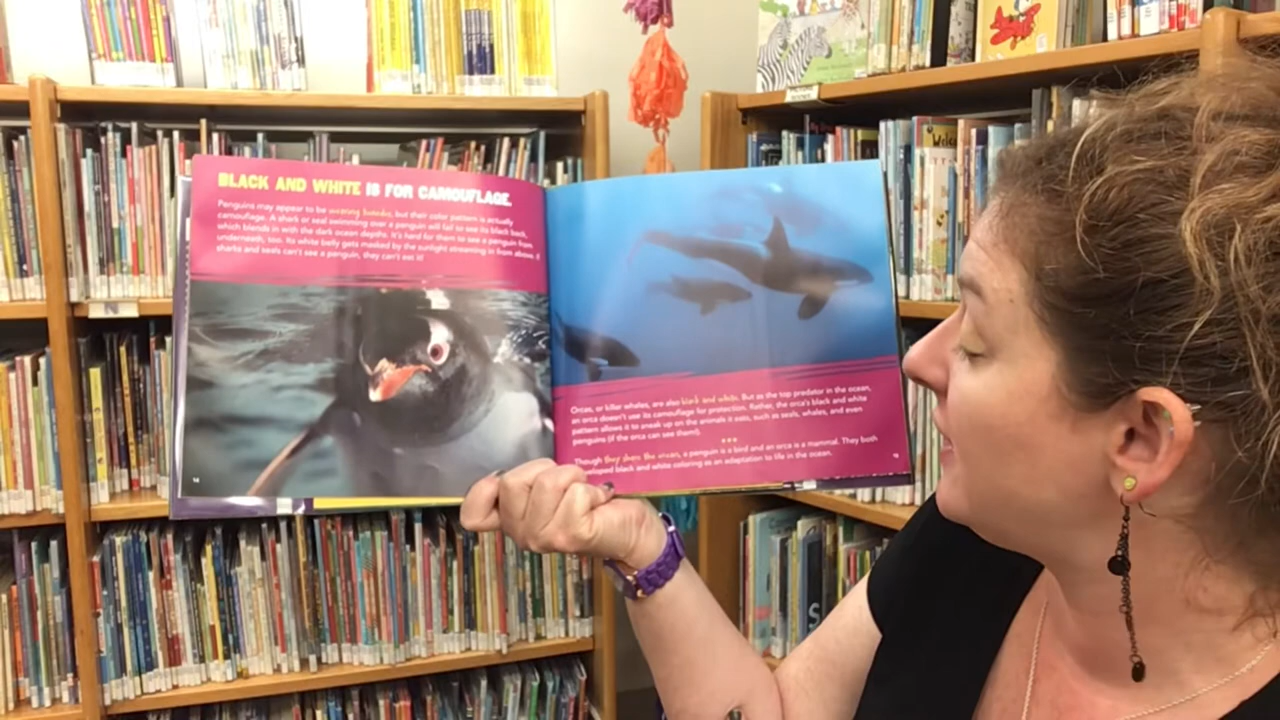 BLACK AND WHITE IS FOR CAMOUFLAGE.
Penguins may appear to be wearing tuxedos, but their color pattern is actually
camouflage. A shark or seal swimming over a penguin will fail to see its black back,
which blends in with the dark ocean depths. It's hard for them to see a penguin from
underneath, too. Its white belly gets masked by the sunlight streaming in from above. If
sharks and seals can't see a penguin, they can't eat it!
14
Orcas, or killer whales, are also black and white. But as the top predator in the ocean,
an orca doesn't use its camouflage for protection. Rather, the orca's black and white
pattern allows it to sneak up on the animals it eats, such as seals, whales, and even
penguins (if the orca can see them!).
Though they share the ocean, a penguin is a bird and an orca is a mammal. They both
developed black and white coloring as an adaptation to life in the ocean.
15
N
Welco
S